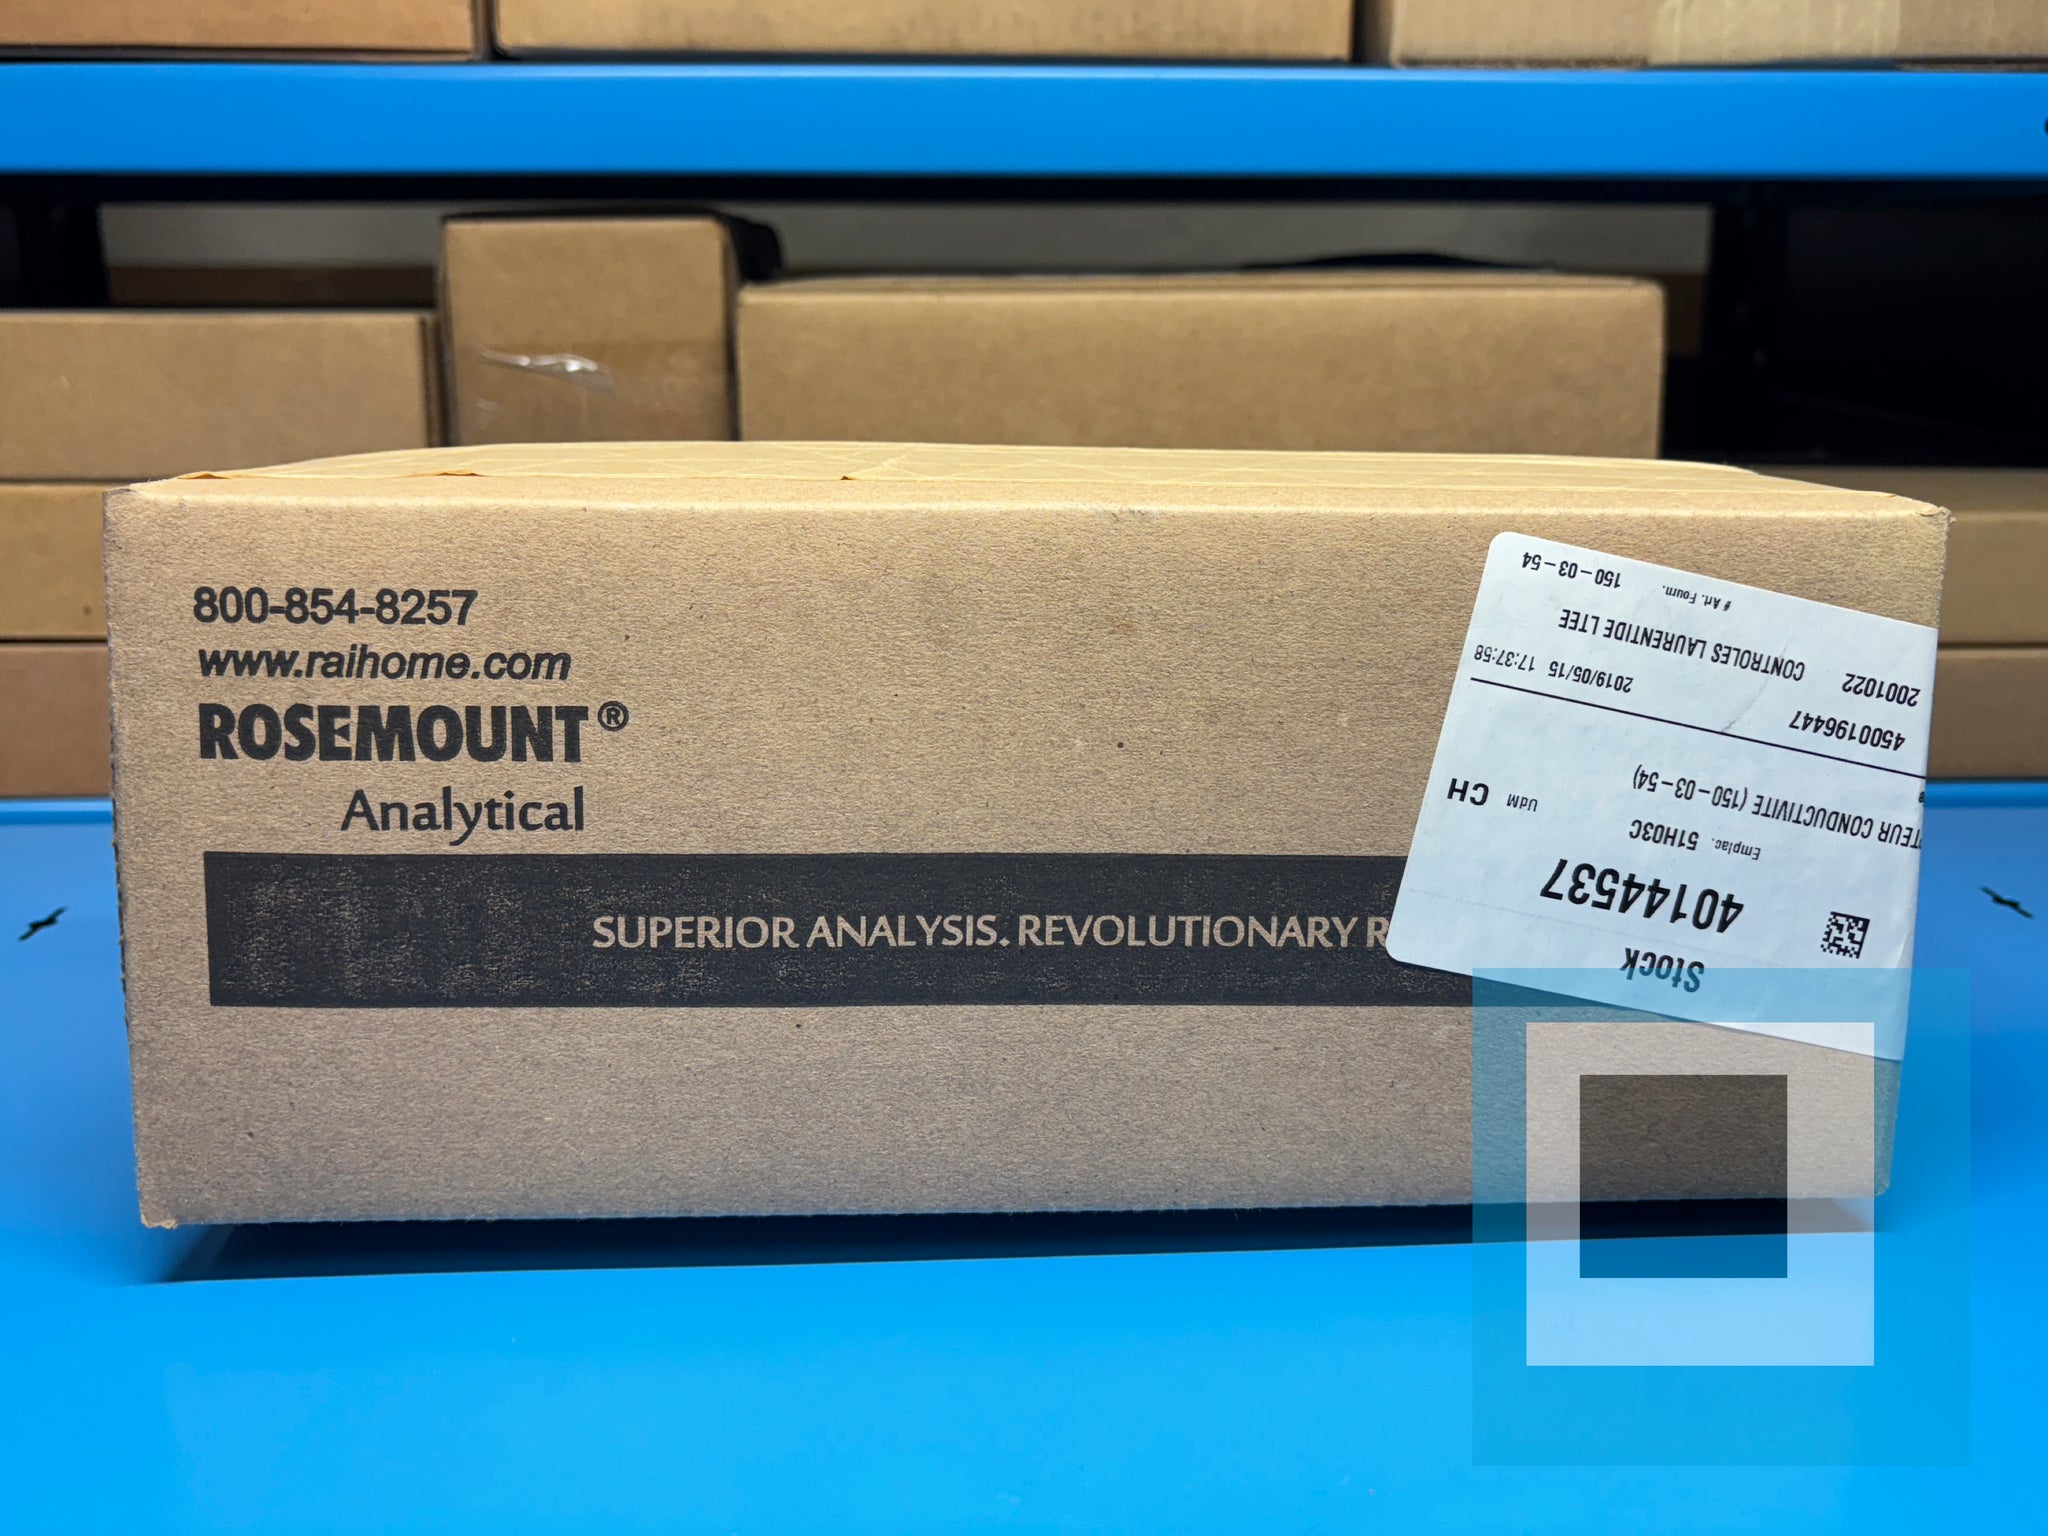 800-854-8257
www.raihome.com
ROSEMOUNT®
Analytical
SUPERIOR ANALYSIS. REVOLUTIONARY R
Stock
40144537
Emplac. 51H03C
TEUR CONDUCTIVITE (150-03-54)
UdM CH
4500196447
2019/05/15 17:37:58
2001022 CONTROLES LAURENTIDE LTEE
# Art. Fourn. 150-03-54